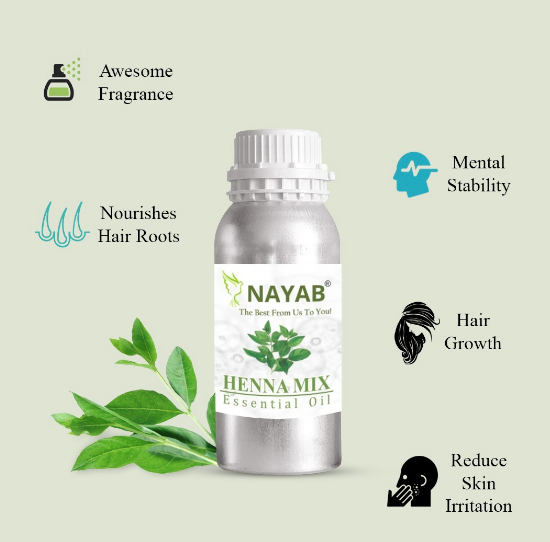 Awesome
Fragrance
Mental
Stability
Nourishes
Hair Roots
NAYAB®
The Best From Us To You!
Hair
Growth
HENNA MIX
Essential Oil
Reduce
Skin
Irritation